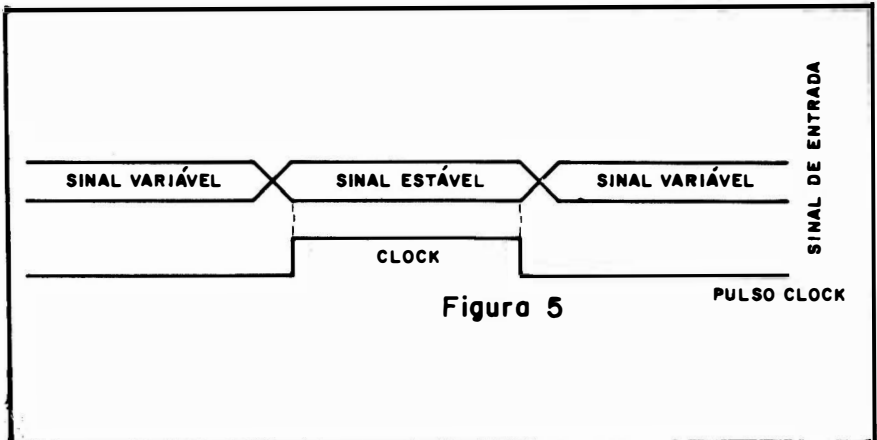 SINAL VARIÁVEL
SINAL ESTÁVEL
SINAL VARIÁVEL
SINAL DE ENTRADA
CLOCK
PULSO CLOCK
Figura 5